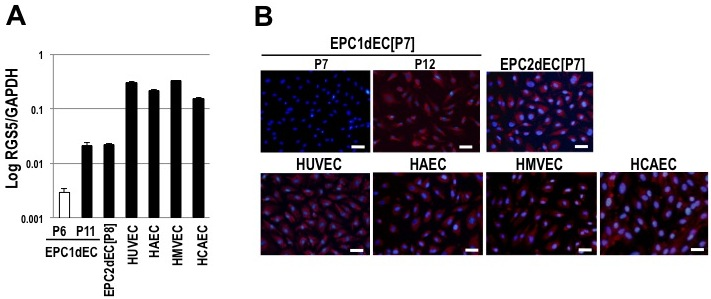 A
Log RGS5/GAPDH
1
0.1
0.01
0.001
P6 P11
EPC1dEC
EPC2dEC[P8]
HUVEC
HAEC
HMVEC
HCAEC
B
EPC1dEC[P7]
P7 P12
EPC2dEC[P7]
HUVEC HAEC HMVEC HCAEC